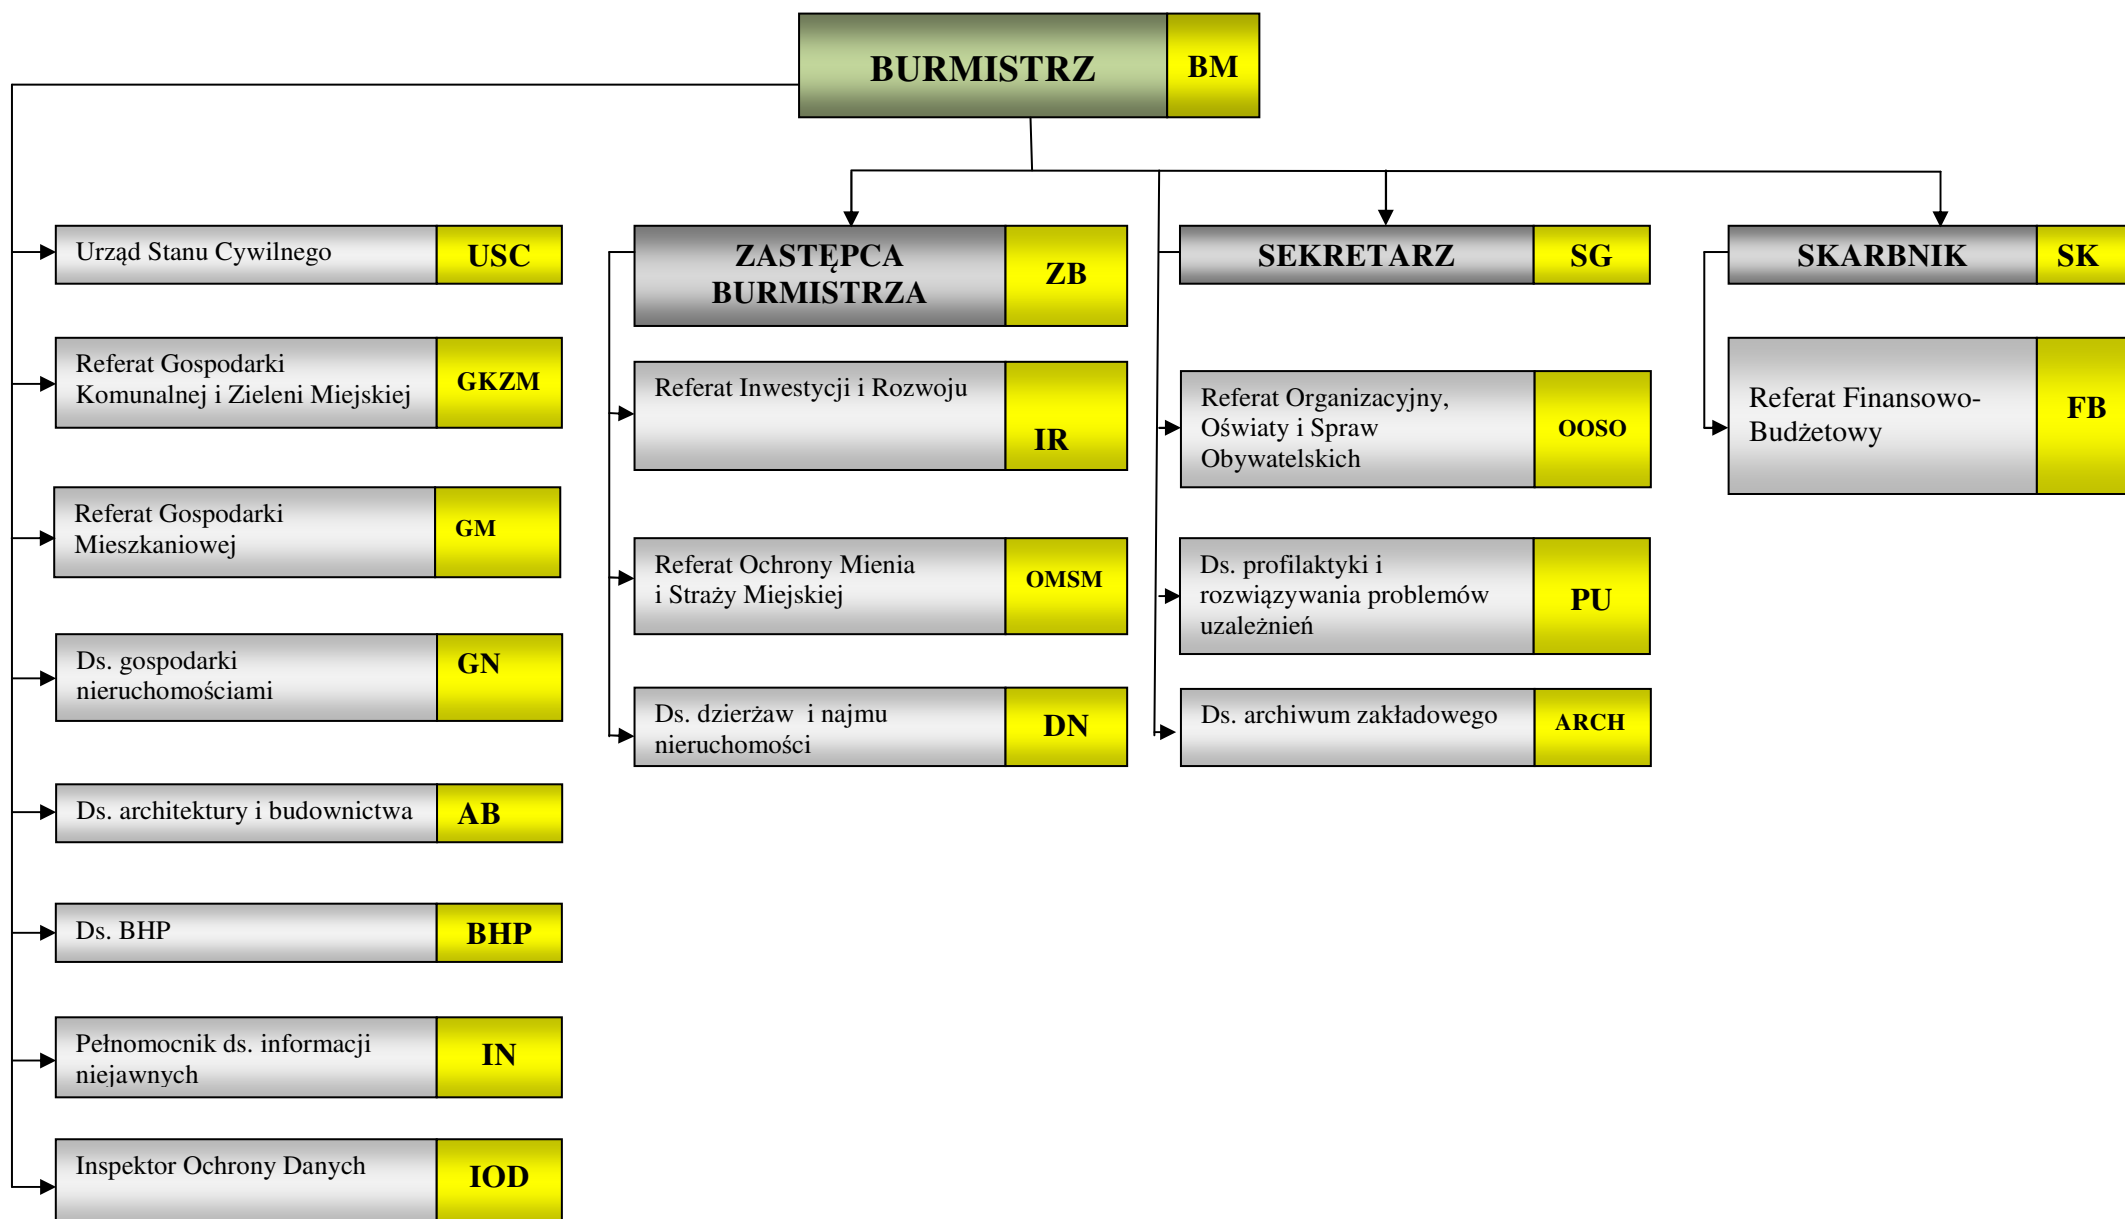 BURMISTRZ
BM
Urząd Stanu Cywilnego
USC
Referat Gospodarki
Komunalnej i Zieleni Miejskiej
GKZM
Referat Gospodarki
Mieszkaniowej
GM
Ds. gospodarki
nieruchomościami
GN
Ds. architektury i budownictwa
AB
Ds. BHP
BHP
Pełnomocnik ds. informacji
niejawnych
IN
Inspektor Ochrony Danych
IOD
ZASTĘPCA
BURMISTRZA
ZB
Referat Inwestycji i Rozwoju
IR
Referat Ochrony Mienia
i Straży Miejskiej
OMSM
Ds. dzierżaw i najmu
nieruchomości
DN
SEKRETARZ
SG
Referat Organizacyjny,
Oświaty i Spraw
Obywatelskich
OOSO
Ds. profilaktyki i
rozwiązywania problemów
uzależnień
PU
Ds. archiwum zakładowego
ARCH
SKARBNIK
SK
Referat Finansowo-
Budżetowy
FB